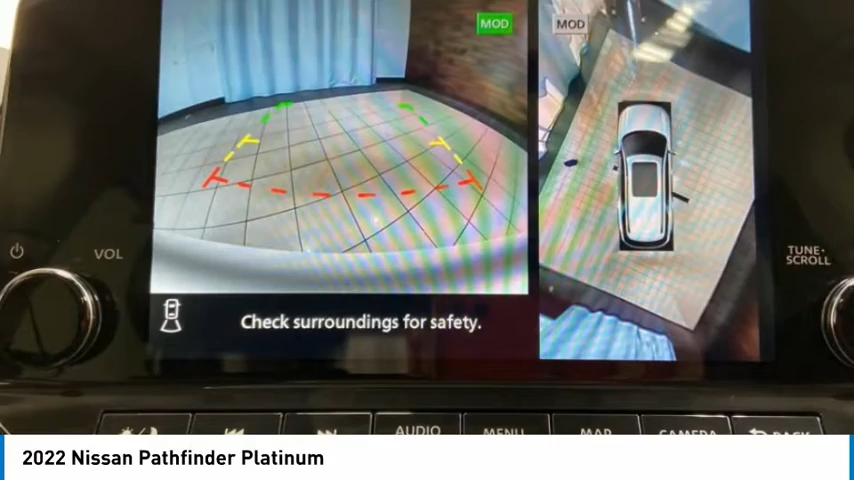 MOD MOD
VOL
TUNE·
SCROLL
Check surroundings for safety.
AUDIO MENU MAP CAMERA BACK
2022 Nissan Pathfinder Platinum